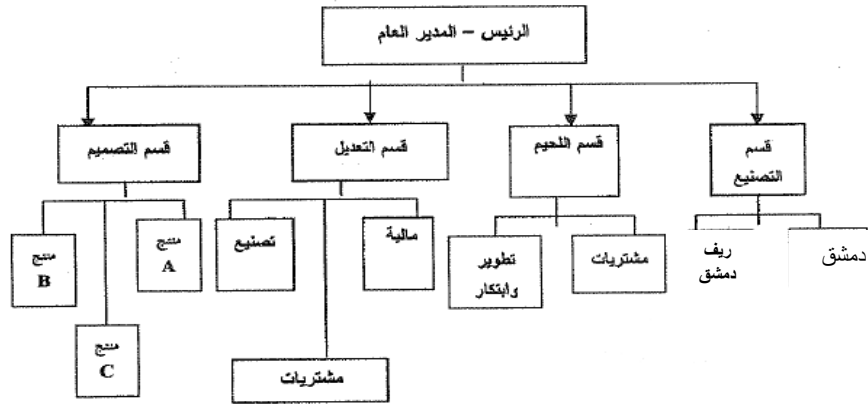 الرئيس – المدير العام
قسم
التصنيع
قسم اللحيم
قسم التعديل
قسم التصميم
دمشق
ريف
دمشق
مشتريات
تطوير
وابتكار
مالية
تصنيع
مشتريات
منتج
A
منتج
B
منتج
C